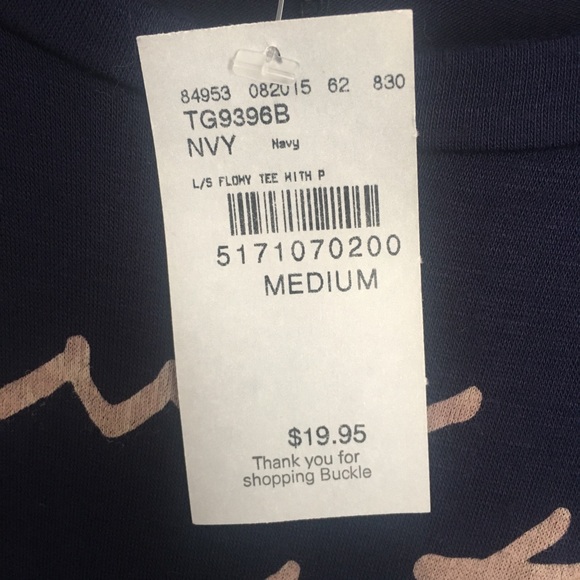 84953 082015 62 830
TG9396B
NVY Navy
L/S FLOWY TEE WITH P
5171070200
MEDIUM
$19.95
Thank you for
shopping Buckle